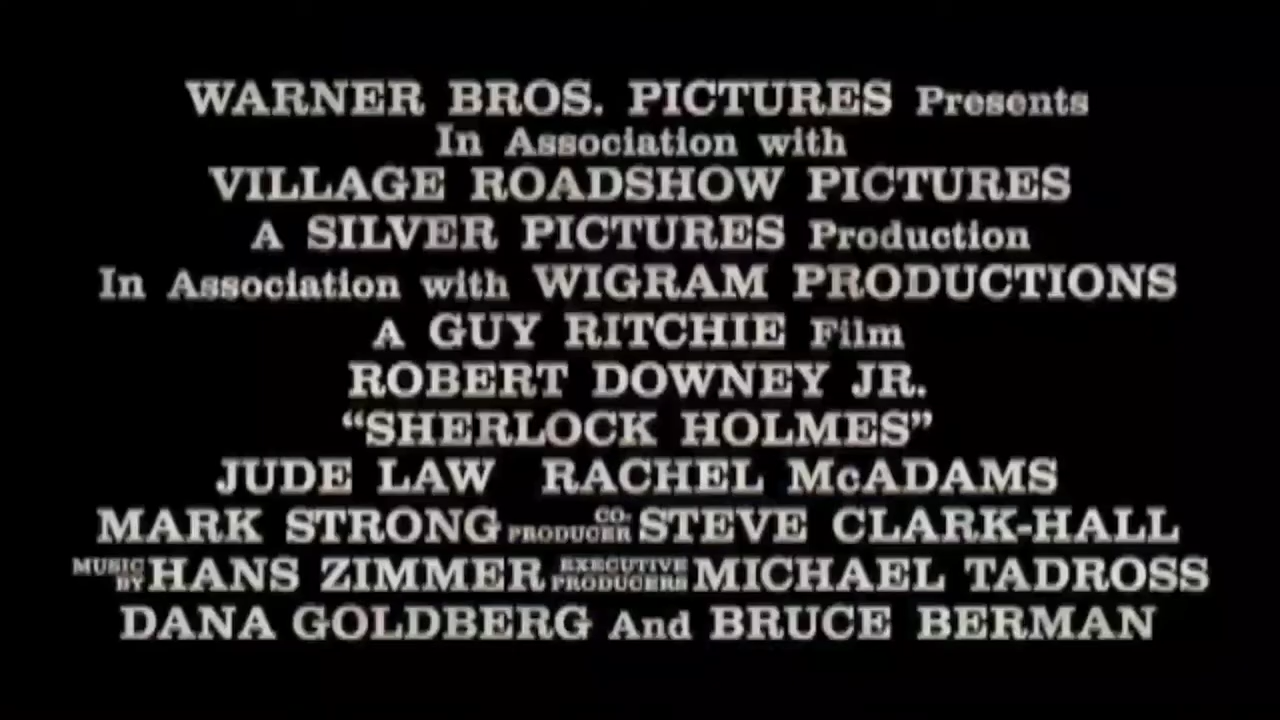 WARNER BROS. PICTURES Presents
In Association with
VILLAGE ROADSHOW PICTURES
A SILVER PICTURES Production
In Association with WIGRAM PRODUCTIONS
A GUY RITCHIE Film
ROBERT DOWNEY JR.
“SHERLOCK HOLMES”
JUDE LAW RACHEL McADAMS
MARK STRONG CO-PRODUCER STEVE CLARK-HALL
MUSIC BY HANS ZIMMER EXECUTIVE PRODUCERS MICHAEL TADROSS
DANA GOLDBERG And BRUCE BERMAN